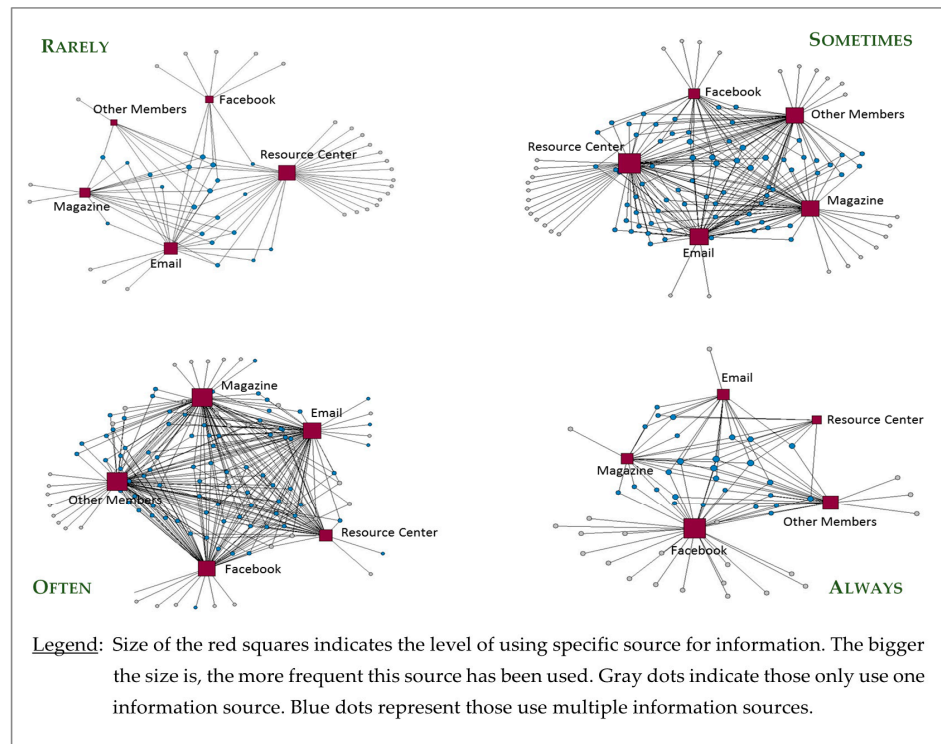 RARELY
Facebook
Other Members
Resource Center
Magazine
Email
SOMETIMES
Facebook
Other Members
Resource Center
Magazine
Email
Magazine
Email
Other Members
Resource Center
Facebook
OFTEN
Email
Resource Center
Magazine
Other Members
Facebook
ALWAYS
Legend: Size of the red squares indicates the level of using specific source for information. The bigger
the size is, the more frequent this source has been used. Gray dots indicate those only use one
information source. Blue dots represent those use multiple information sources.